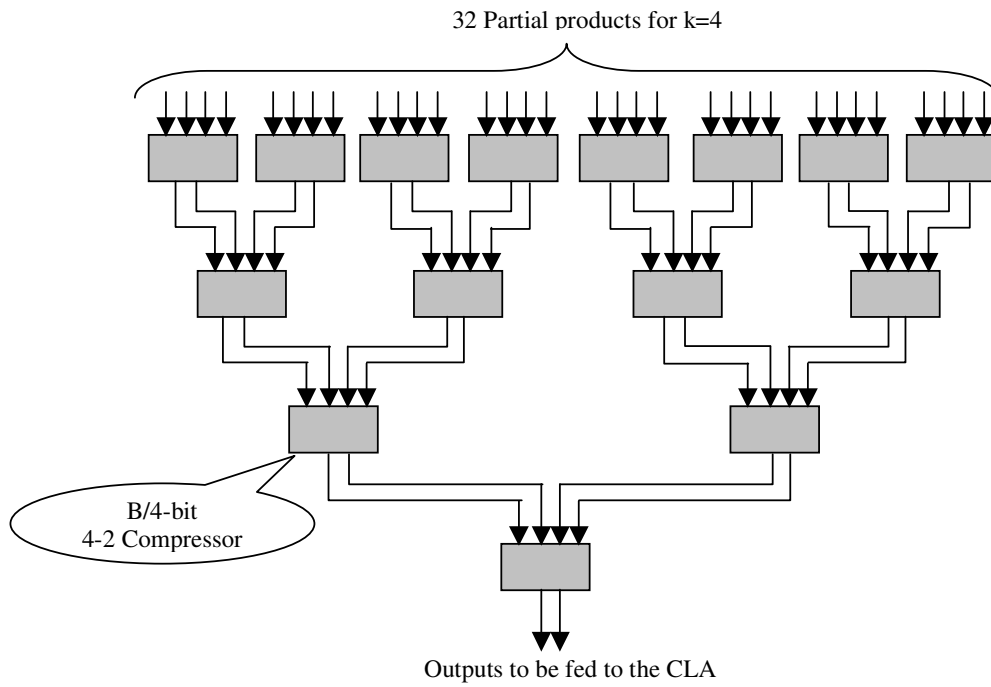 32 Partial products for k=4
B/4-bit
4-2 Compressor
Outputs to be fed to the CLA